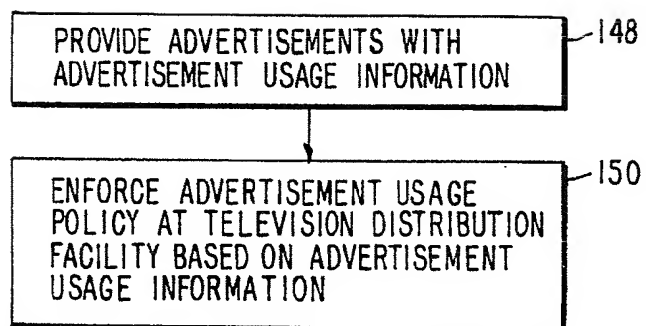 PROVIDE ADVERTISEMENTS WITH
ADVERTISEMENT USAGE INFORMATION
148
ENFORCE ADVERTISEMENT USAGE
POLICY AT TELEVISION DISTRIBUTION
FACILITY BASED ON ADVERTISEMENT
USAGE INFORMATION
150